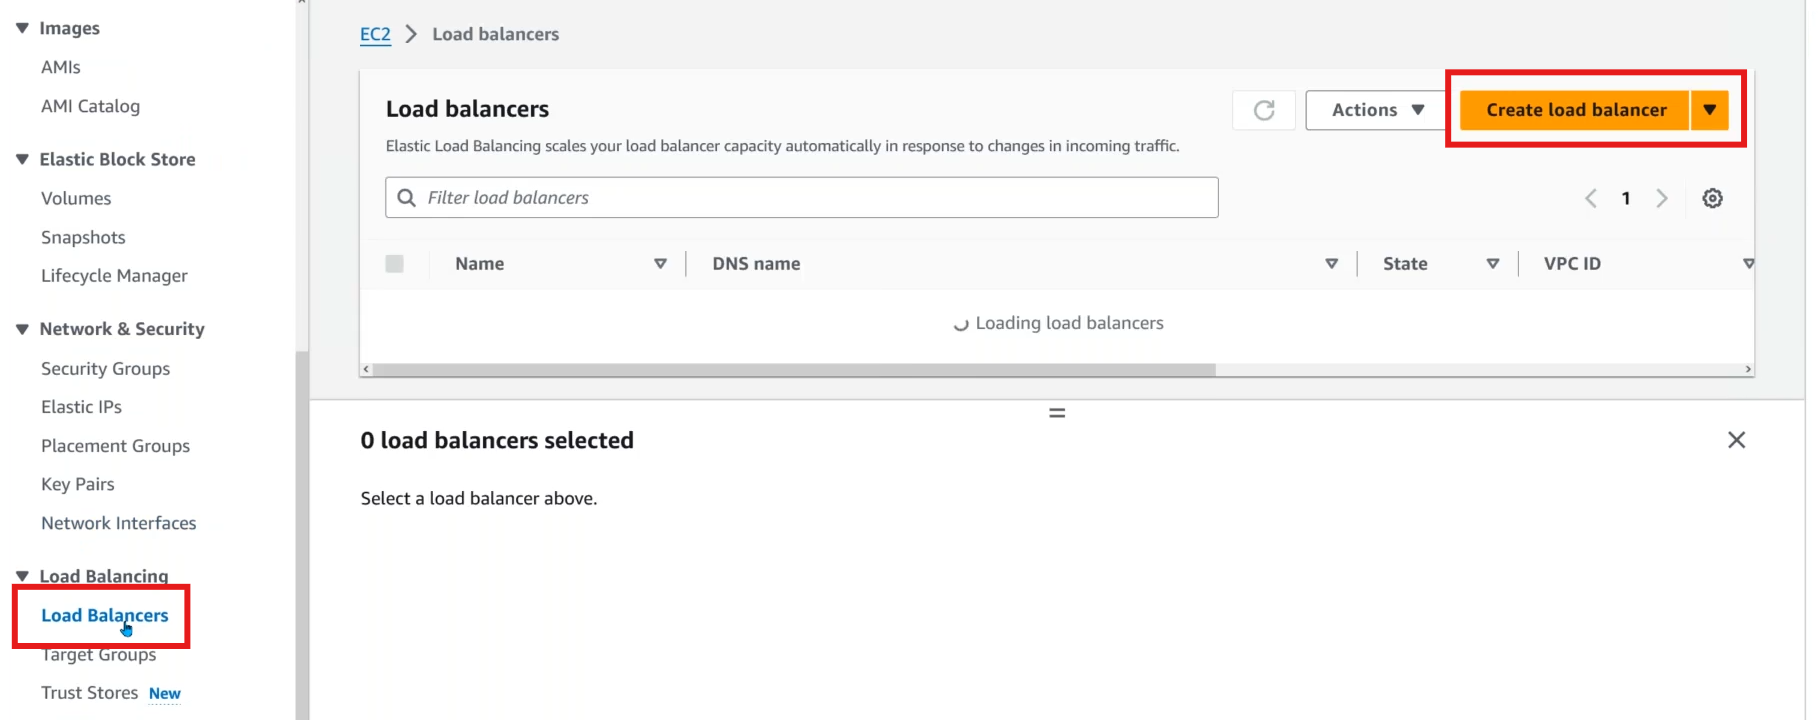 Images
AMIs
AMI Catalog
Elastic Block Store
Volumes
Snapshots
Lifecycle Manager
Network & Security
Security Groups
Elastic IPs
Placement Groups
Key Pairs
Network Interfaces
Load Balancing
Load Balancers
Target Groups
Trust Stores New
EC2 > Load balancers
Load balancers
Actions
Create load balancer
Elastic Load Balancing scales your load balancer capacity automatically in response to changes in incoming traffic.
Filter load balancers
1
Name DNS name State VPC ID
Loading load balancers
0 load balancers selected
Select a load balancer above.